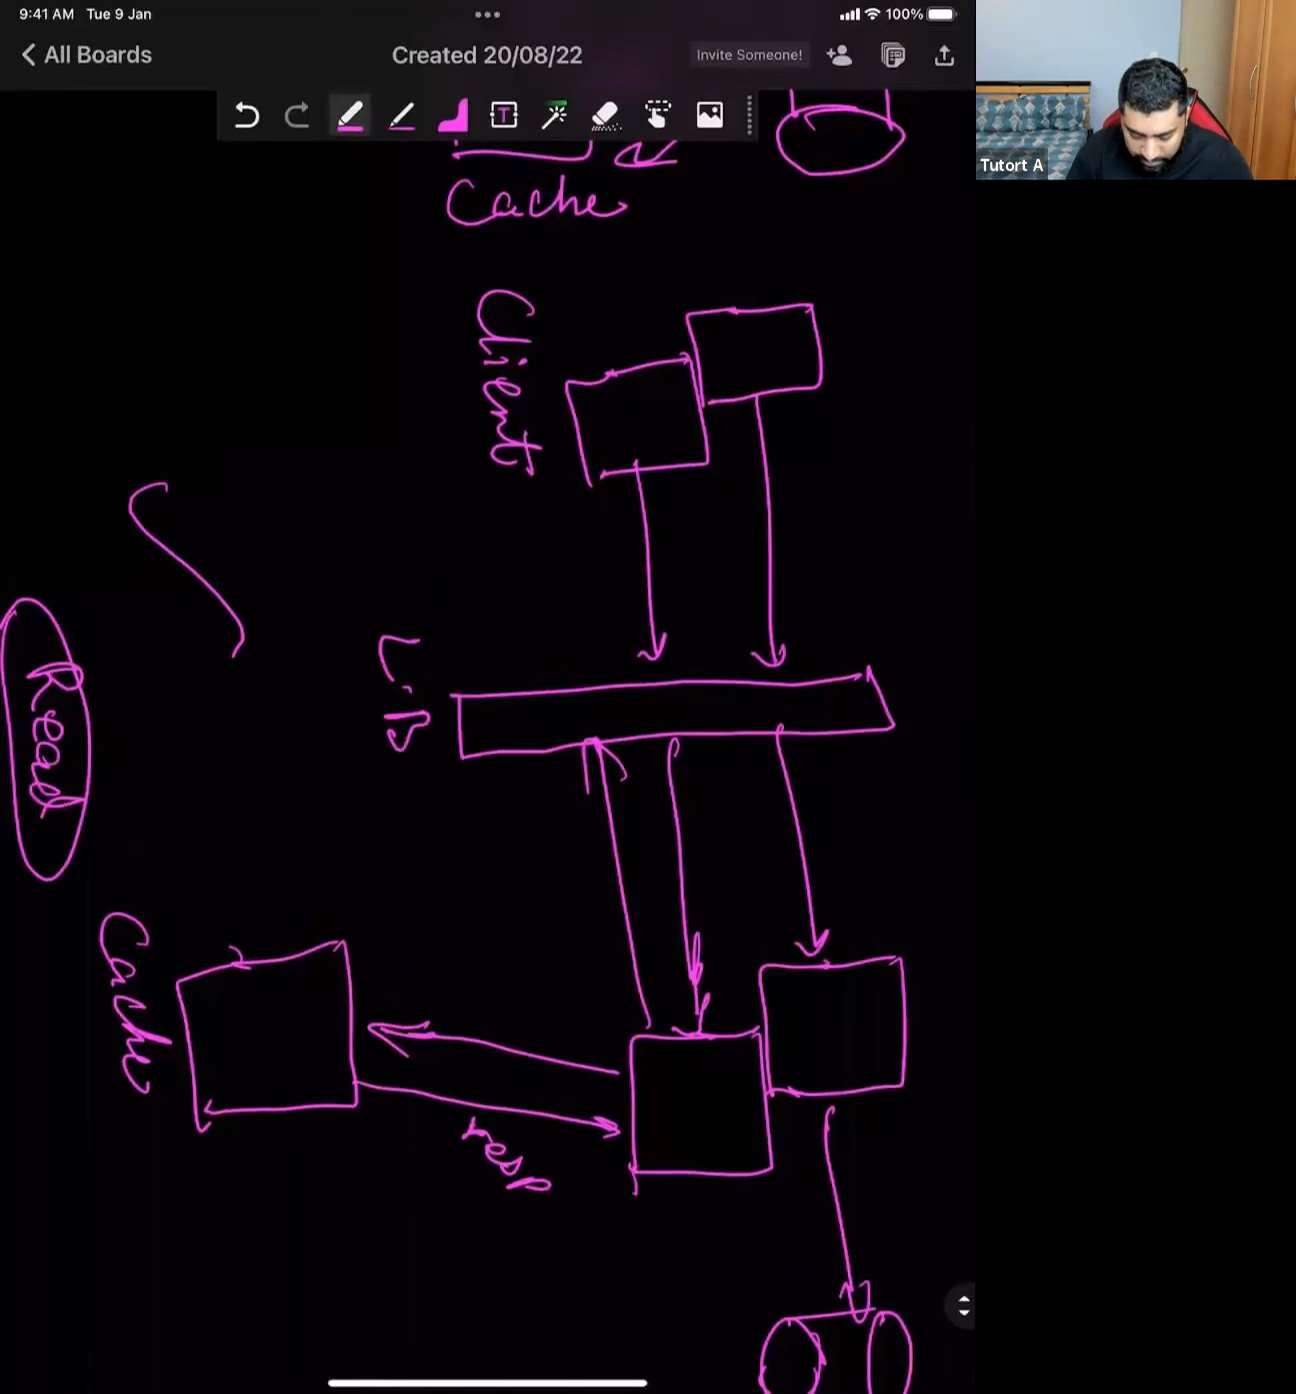 9:41 AM Tue 9 Jan
100%
All Boards
Created 20/08/22
Invite Someone!
T
Tutort A
Cache
Client
L.B
Read
Cache
resp